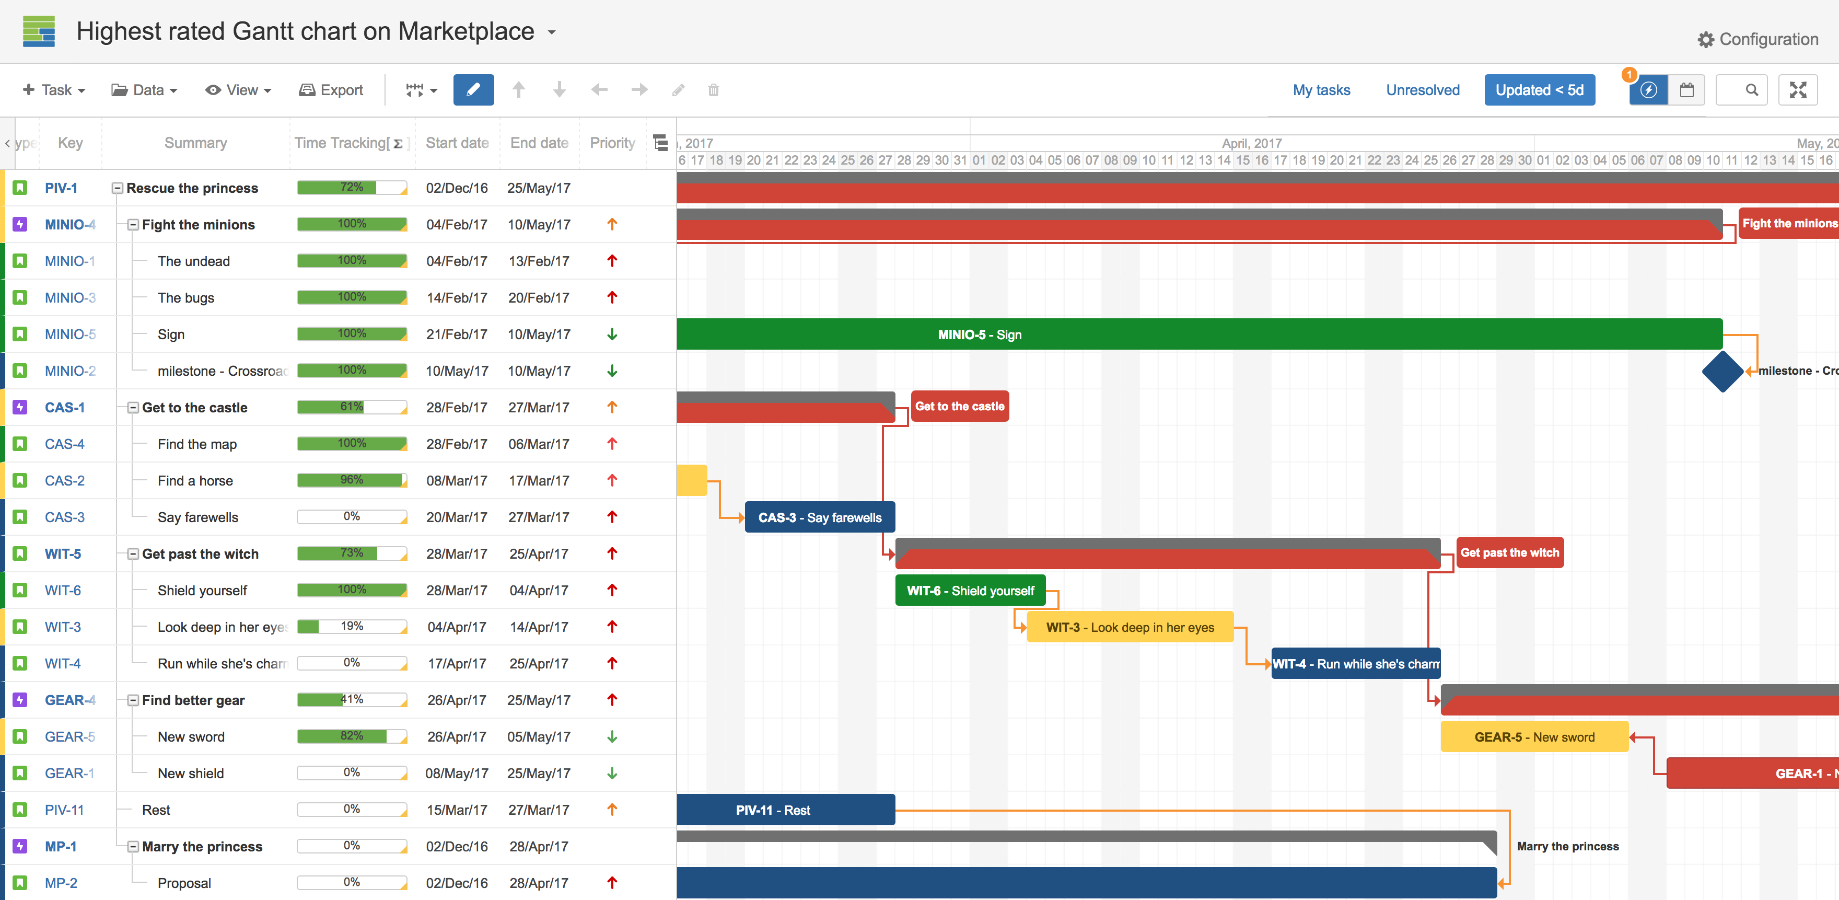 Highest rated Gantt chart on Marketplace
Configuration
Task Data View Export My tasks Unresolved Updated < 5d 1
ype Key Summary Time Tracking[Σ] Start date End date Priority
, 2017 April, 2017 May, 20
6 17 18 19 20 21 22 23 24 25 26 27 28 29 30 31 01 02 03 04 05 06 07 08 09 10 11 12 13 14 15 16 17 18 19 20 21 22 23 24 25 26 27 28 29 30 01 02 03 04 05 06 07 08 09 10 11 12 13 14 15 16
PIV-1 Rescue the princess 72% 02/Dec/16 25/May/17
MINIO-4 Fight the minions 100% 04/Feb/17 10/May/17 Fight the minions
MINIO-1 The undead 100% 04/Feb/17 13/Feb/17
MINIO-3 The bugs 100% 14/Feb/17 20/Feb/17
MINIO-5 Sign 100% 21/Feb/17 10/May/17 MINIO-5 - Sign
MINIO-2 milestone - Crossroad 100% 10/May/17 10/May/17 milestone - Cro
CAS-1 Get to the castle 61% 28/Feb/17 27/Mar/17 Get to the castle
CAS-4 Find the map 100% 28/Feb/17 06/Mar/17
CAS-2 Find a horse 96% 08/Mar/17 17/Mar/17
CAS-3 Say farewells 0% 20/Mar/17 27/Mar/17 CAS-3 - Say farewells
WIT-5 Get past the witch 73% 28/Mar/17 25/Apr/17 Get past the witch
WIT-6 Shield yourself 100% 28/Mar/17 04/Apr/17 WIT-6 - Shield yourself
WIT-3 Look deep in her eyes 19% 04/Apr/17 14/Apr/17 WIT-3 - Look deep in her eyes
WIT-4 Run while she's charm 0% 17/Apr/17 25/Apr/17 WIT-4 - Run while she's charm
GEAR-4 Find better gear 41% 26/Apr/17 25/May/17
GEAR-5 New sword 82% 26/Apr/17 05/May/17 GEAR-5 - New sword
GEAR-1 New shield 0% 08/May/17 25/May/17 GEAR-1 - N
PIV-11 Rest 0% 15/Mar/17 27/Mar/17 PIV-11 - Rest
MP-1 Marry the princess 0% 02/Dec/16 28/Apr/17 Marry the princess
MP-2 Proposal 0% 02/Dec/16 28/Apr/17